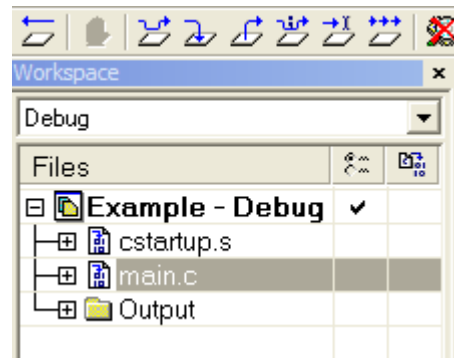 Workspace
Debug
Files
Example - Debug
cstartup.s
main.c
Output